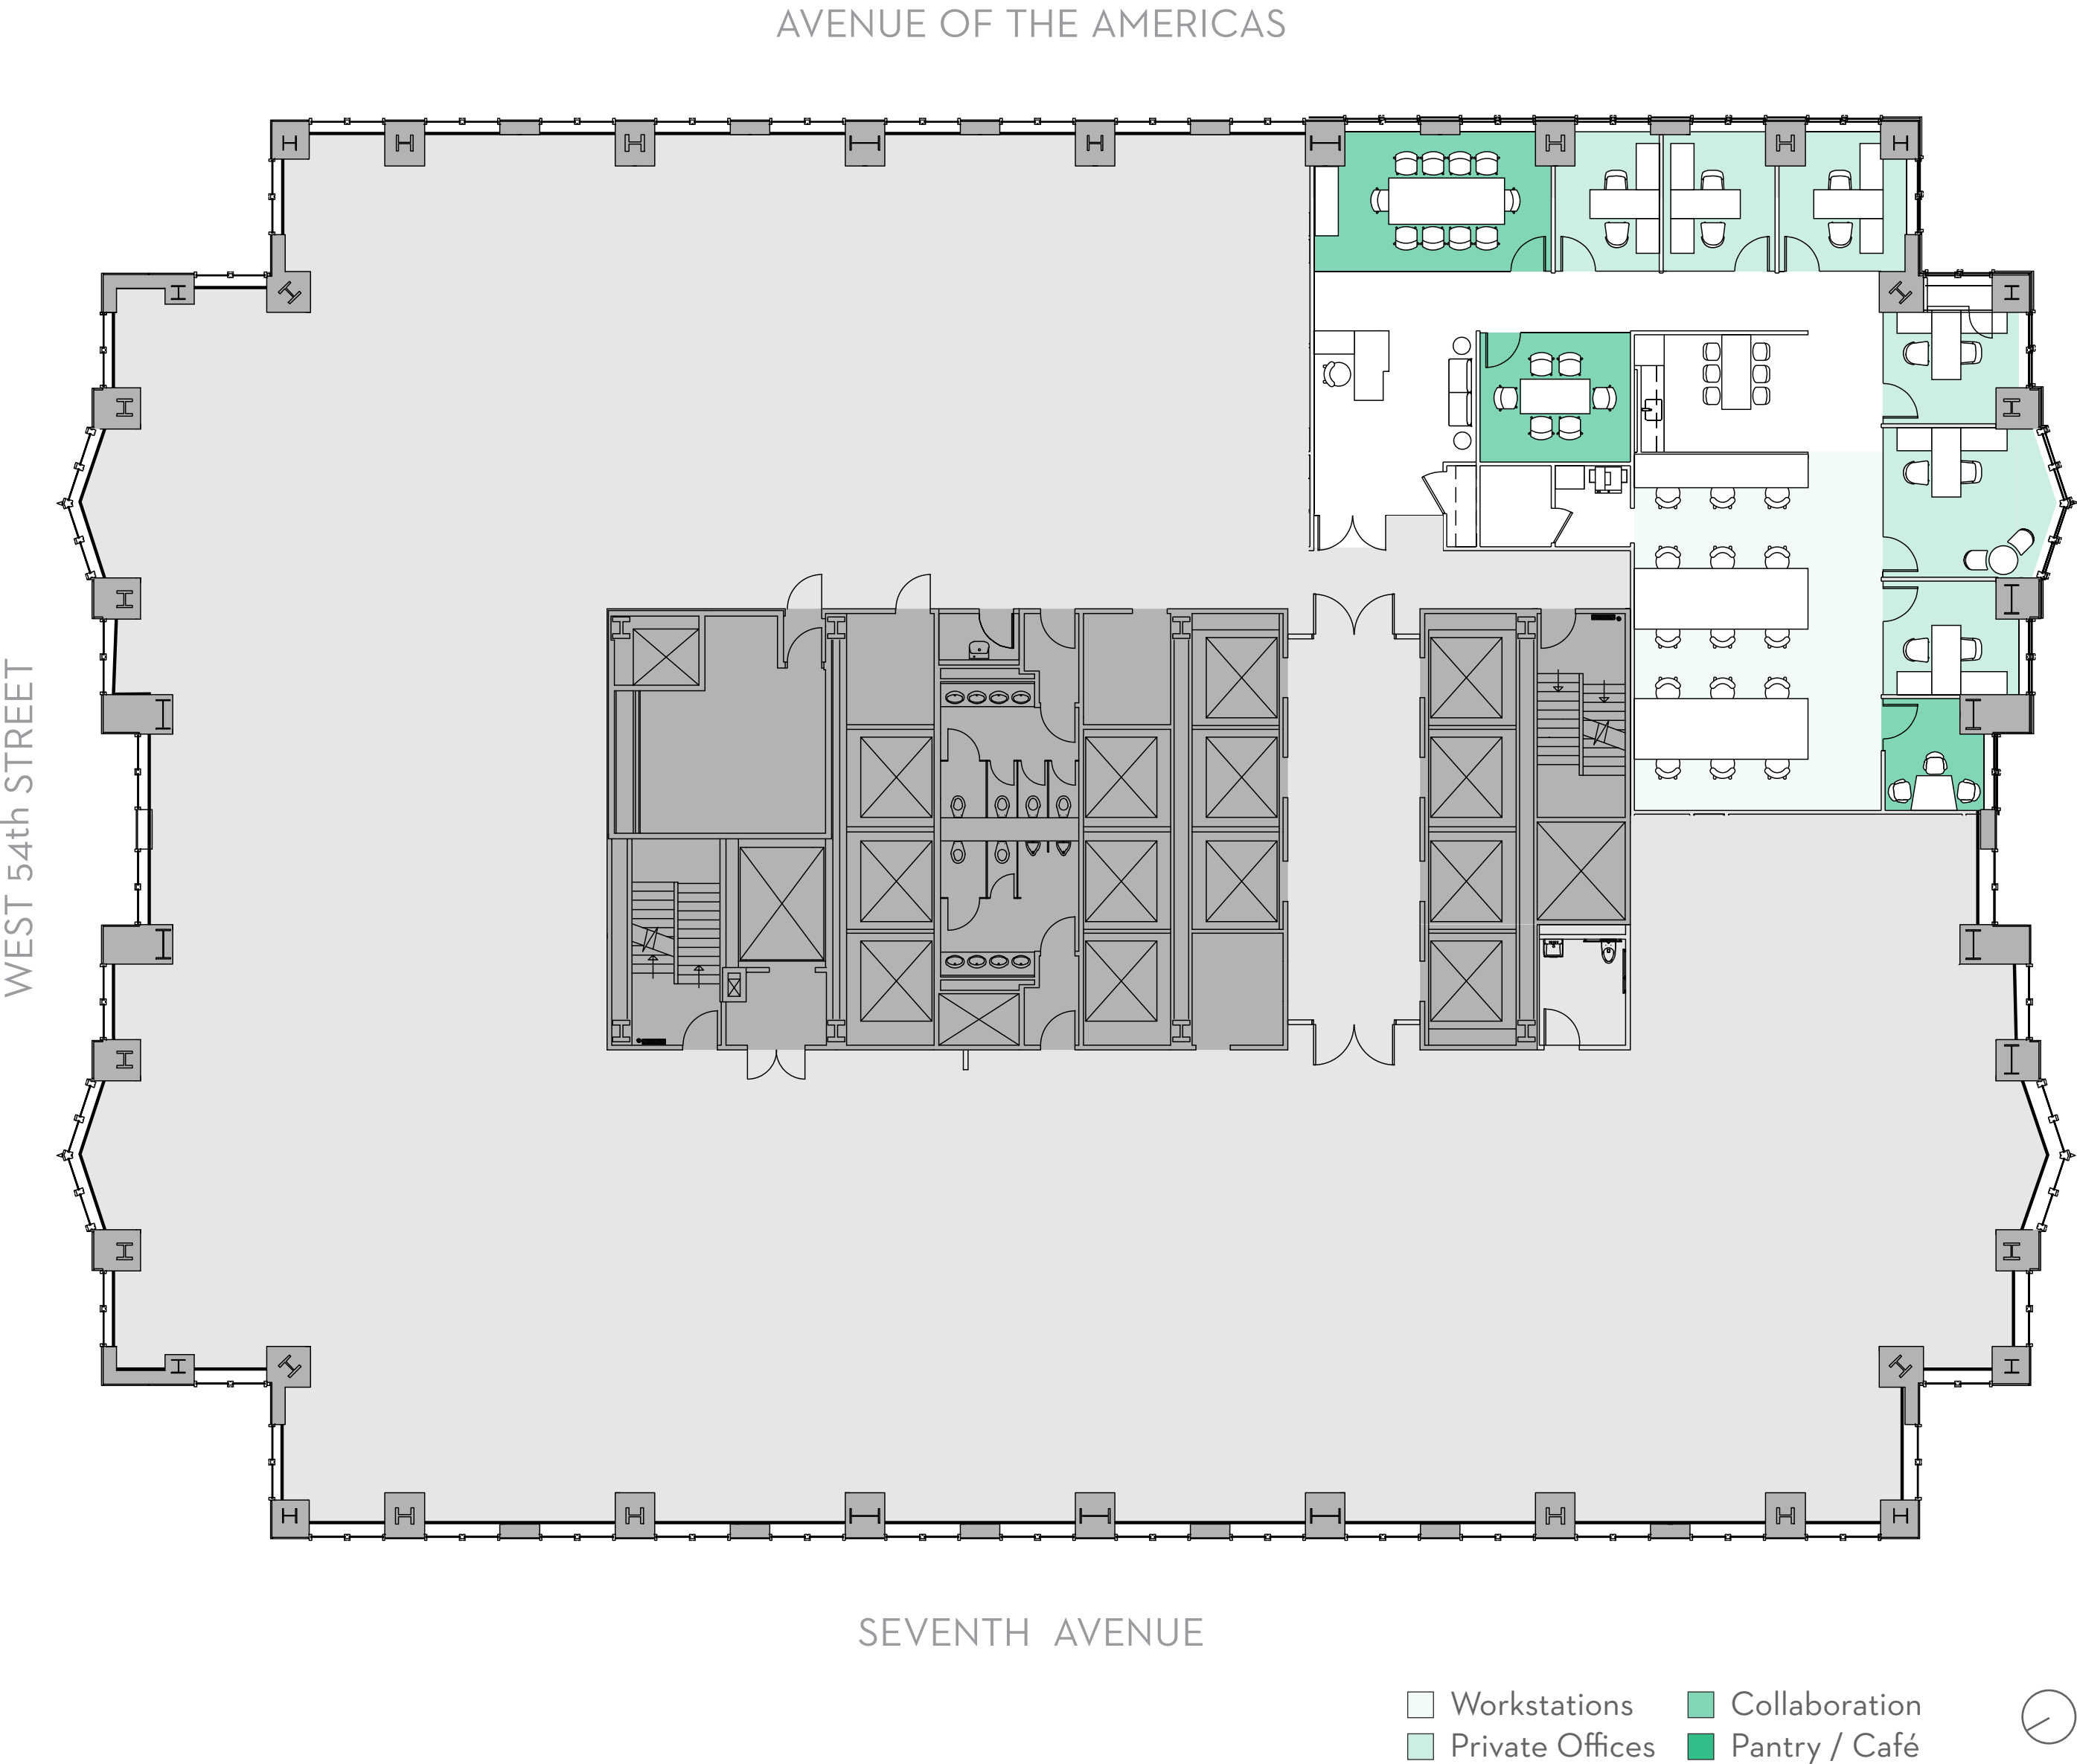 AVENUE OF THE AMERICAS
WEST 54th STREET
SEVENTH AVENUE
Workstations
Collaboration
Private Offices
Pantry / Café